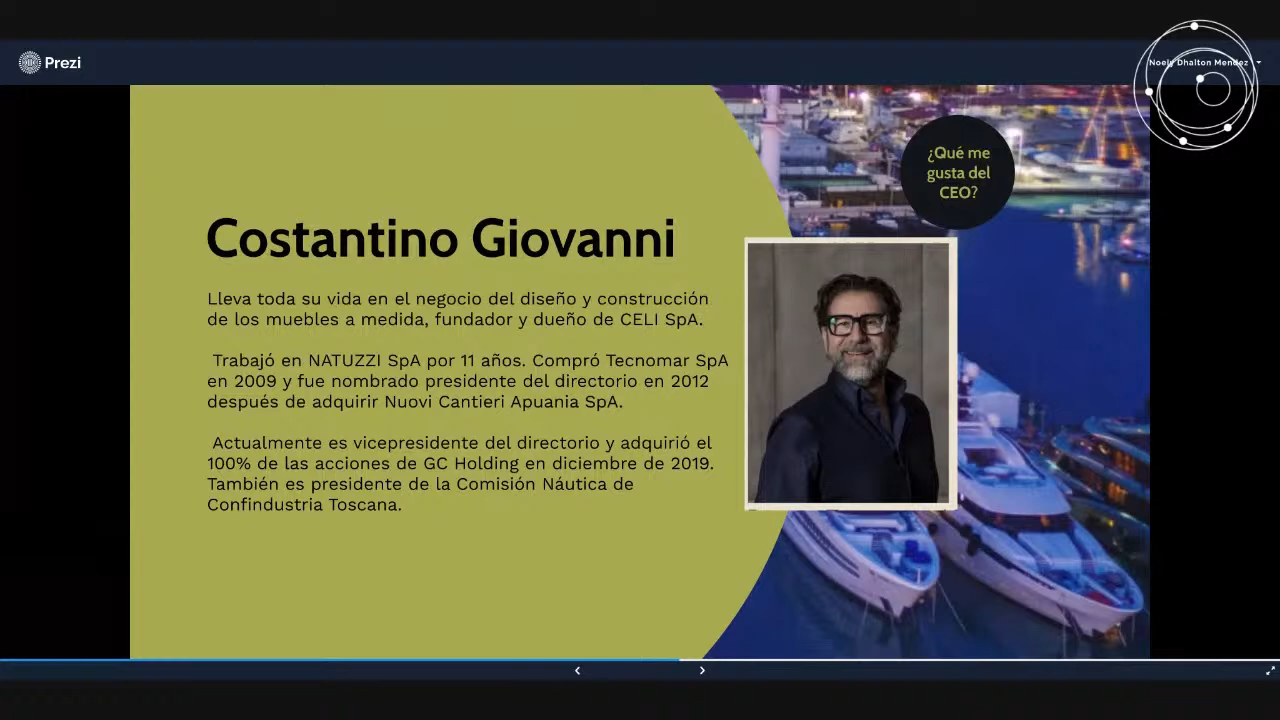 Prezi
Noely Dhalton Mendez
¿Qué me
gusta del
CEO?
Costantino Giovanni
Lleva toda su vida en el negocio del diseño y construcción
de los muebles a medida, fundador y dueño de CELI SpA.
Trabajó en NATUZZI SpA por 11 años. Compró Tecnomar SpA
en 2009 y fue nombrado presidente del directorio en 2012
después de adquirir Nuovi Cantieri Apuania SpA.
Actualmente es vicepresidente del directorio y adquirió el
100% de las acciones de GC Holding en diciembre de 2019.
También es presidente de la Comisión Náutica de
Confindustria Toscana.